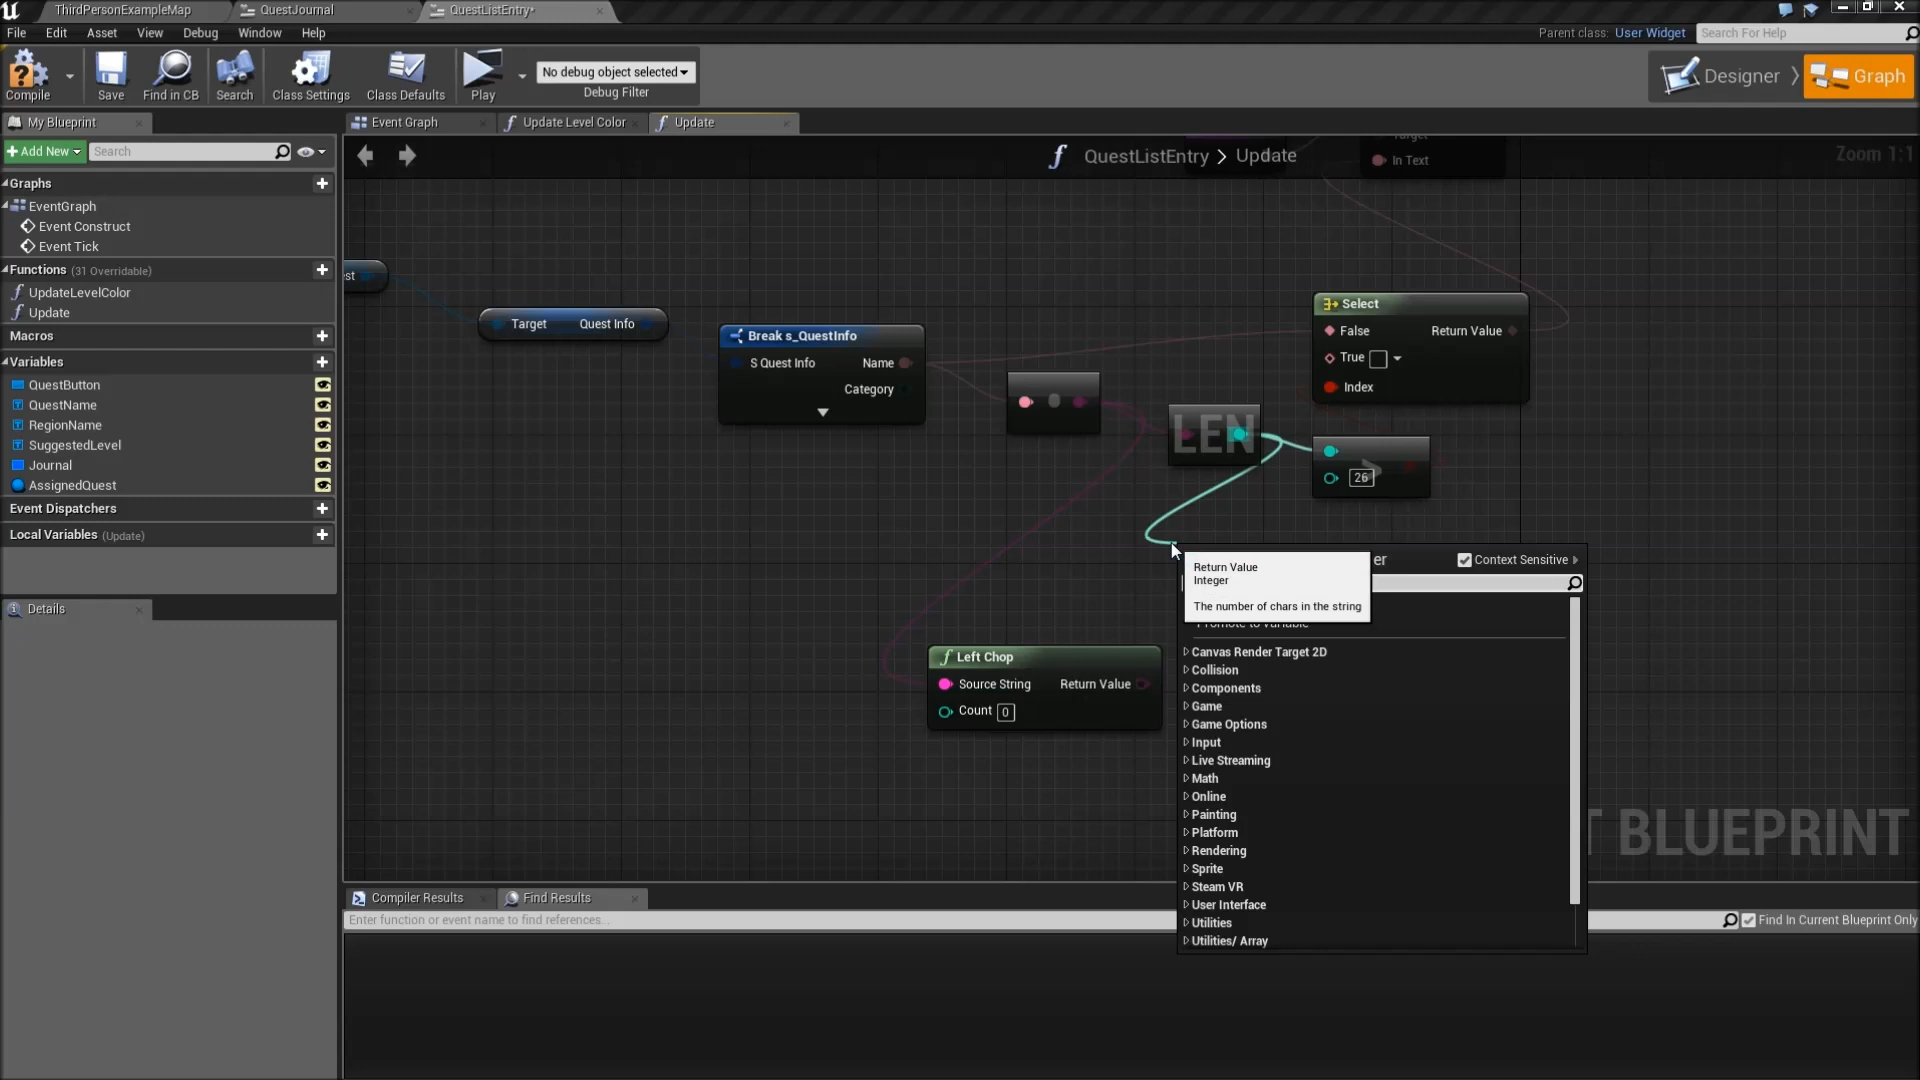 ThirdPersonExampleMap
QuestJournal
QuestListEntry*
File
Edit
Asset
View
Debug
Window
Help
Parent class: User Widget
Search For Help
Compile
Save
Find in CB
Search
Class Settings
Class Defaults
Play
No debug object selected
Debug Filter
Designer
Graph
My Blueprint
Event Graph
Update Level Color
Update
Add New
Search
QuestListEntry > Update
Zoom 1:1
In Text
Graphs
EventGraph
Event Construct
Event Tick
Functions (31 Overridable)
UpdateLevelColor
Update
Macros
Variables
QuestButton
QuestName
RegionName
SuggestedLevel
Journal
AssignedQuest
Event Dispatchers
Local Variables (Update)
Details
est
Target
Quest Info
Break s_QuestInfo
S Quest Info
Name
Category
Select
False
Return Value
True
Index
LEN
>
26
Left Chop
Source String
Return Value
Count 0
Return Value
Integer
The number of chars in the string
er
Context Sensitive
Promote to variable
Canvas Render Target 2D
Collision
Components
Game
Game Options
Input
Live Streaming
Math
Online
Painting
Platform
Rendering
Sprite
Steam VR
User Interface
Utilities
Utilities/ Array
T BLUEPRINT
Compiler Results
Find Results
Enter function or event name to find references...
Find In Current Blueprint Only